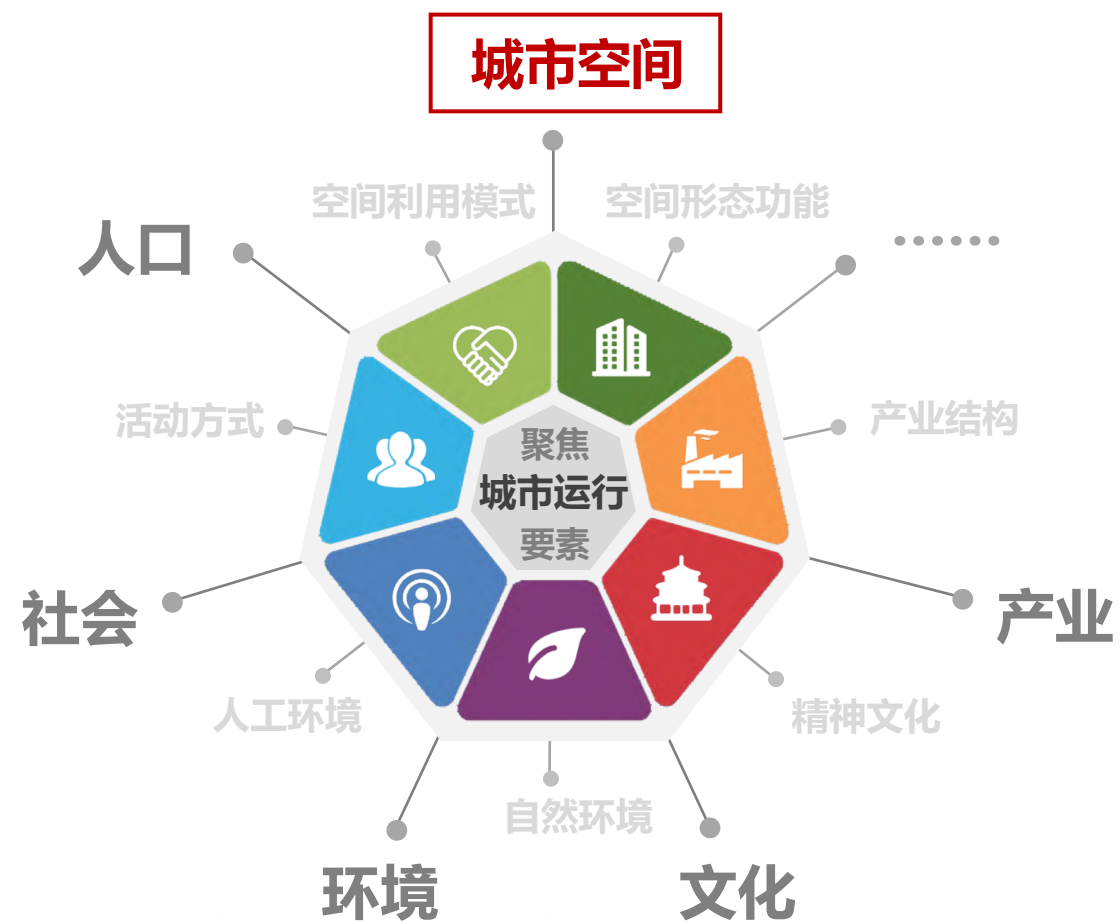 城市空间
空间利用模式
空间形态功能
人口
......
活动方式
产业结构
聚焦
城市运行
要素
社会
产业
人工环境
精神文化
自然环境
环境
文化